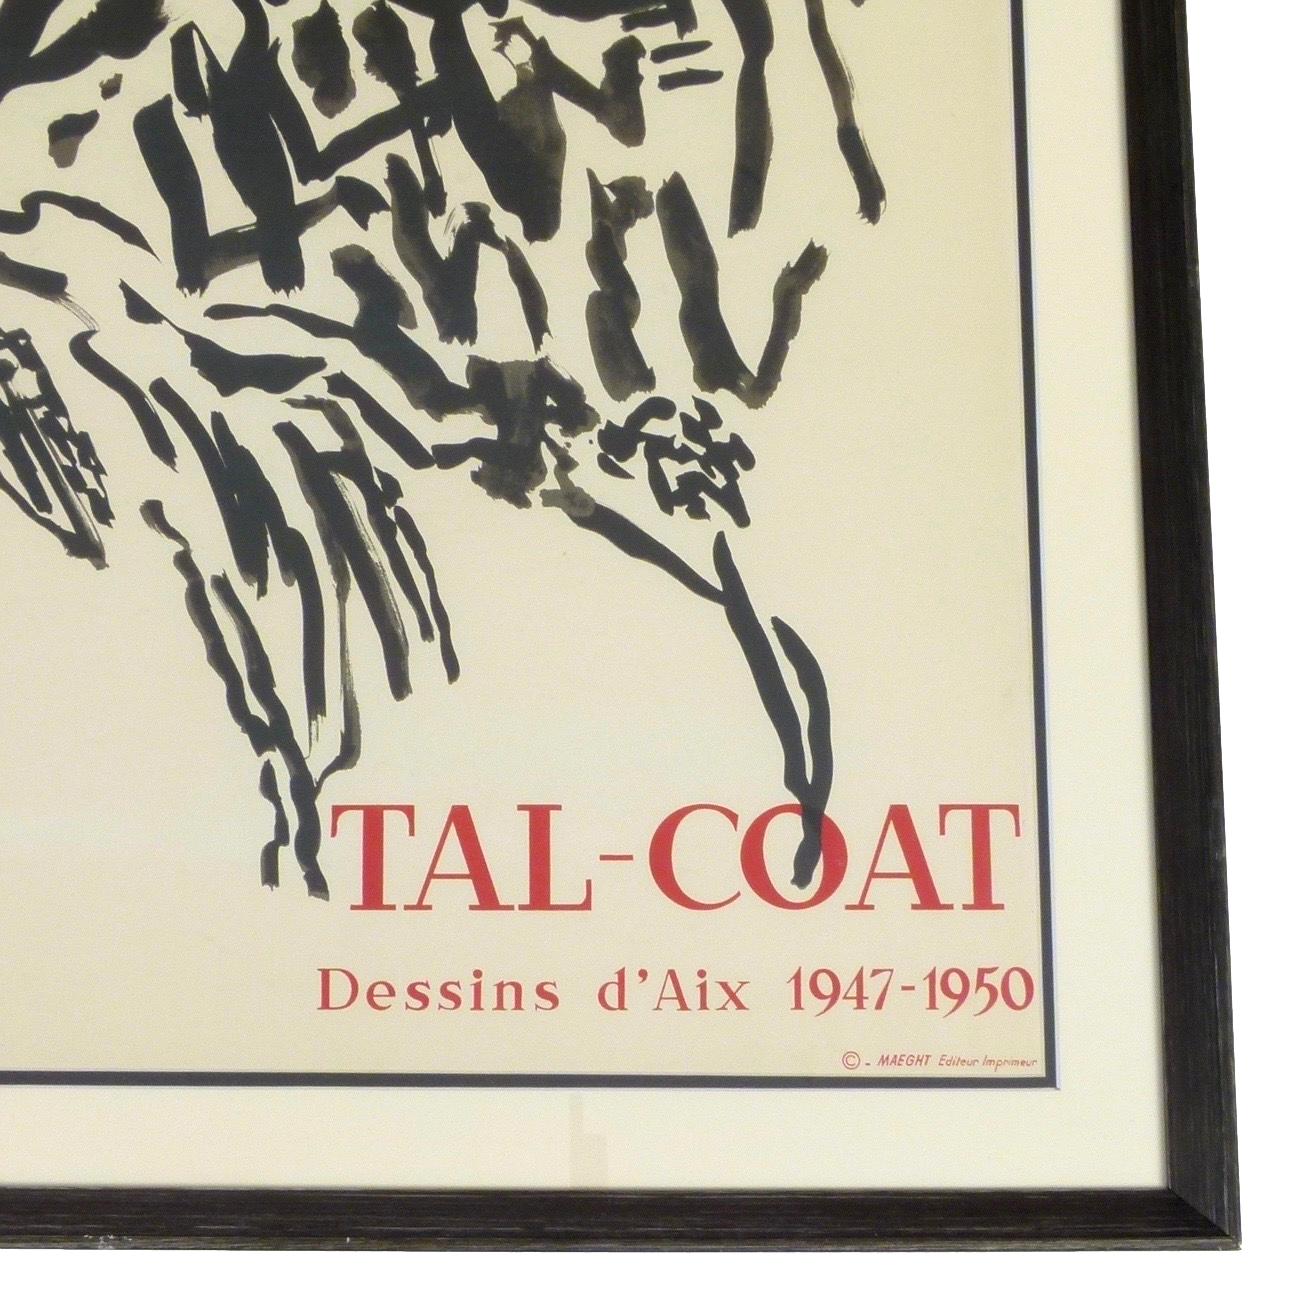 TAL-COAT
Dessins d'Aix 1947-1950
©- MAEGHT Editeur Imprimeur